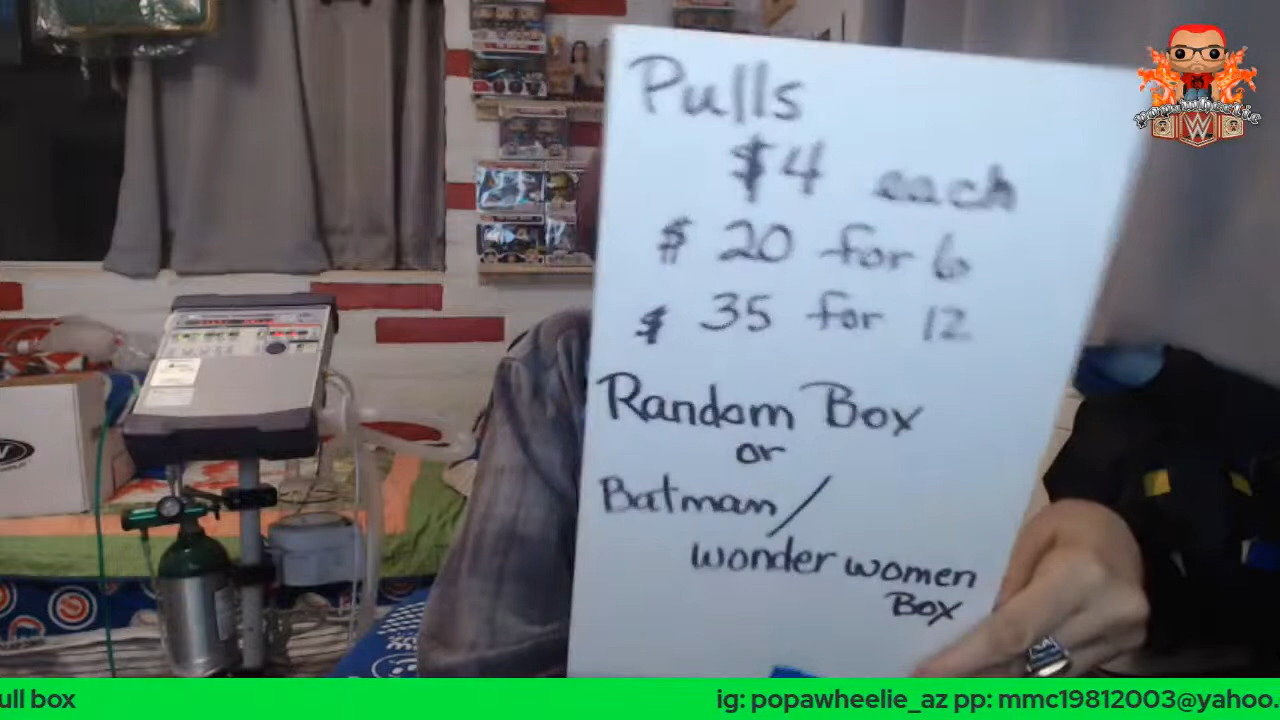 Pulls
$4 each
$ 20 for 6
$ 35 for 12
Random Box
or
Batman/
wonder women
Box
popawheelie
W
ull box
ig: popawheelie_az pp: mmc19812003@yahoo.